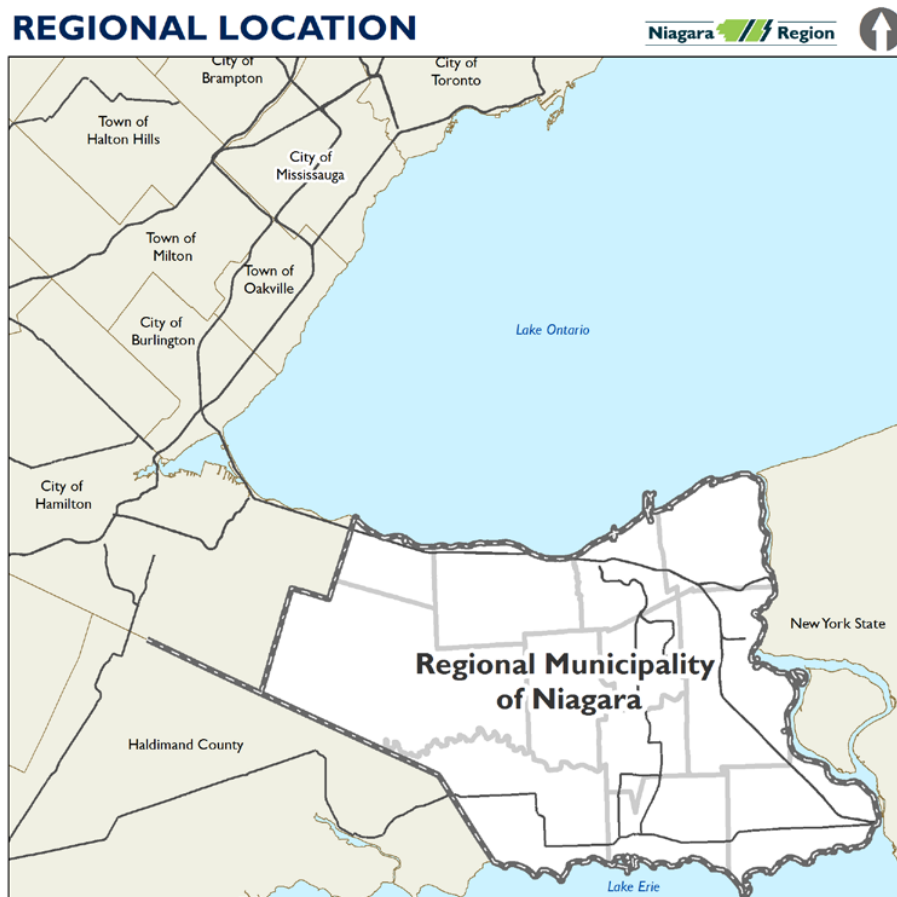 REGIONAL LOCATION
Niagara Region
City of
Brampton
City of
Toronto
Town of
Halton Hills
City of
Mississauga
Town of
Milton
Town of
Oakville
City of
Burlington
Lake Ontario
City of
Hamilton
New York State
Regional Municipality
of Niagara
Haldimand County
Lake Erie